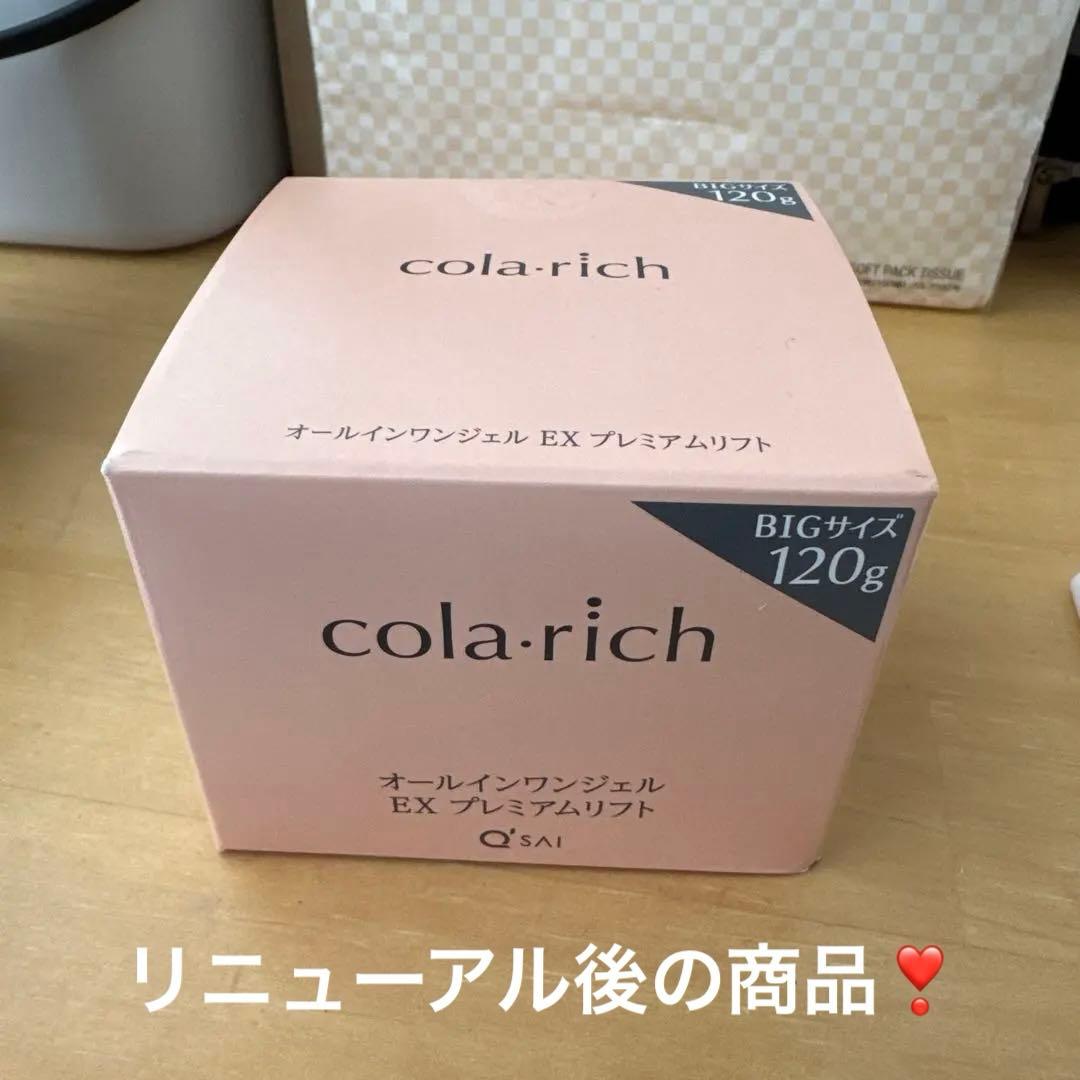 BIGサイズ
120g
cola・rich
オールインワンジェル EX プレミアムリフト
BIGサイズ
120g
cola・rich
オールインワンジェル
EX プレミアムリフト
Q'SAI
SOFT PACK TISSUE
リニューアル後の商品❣️